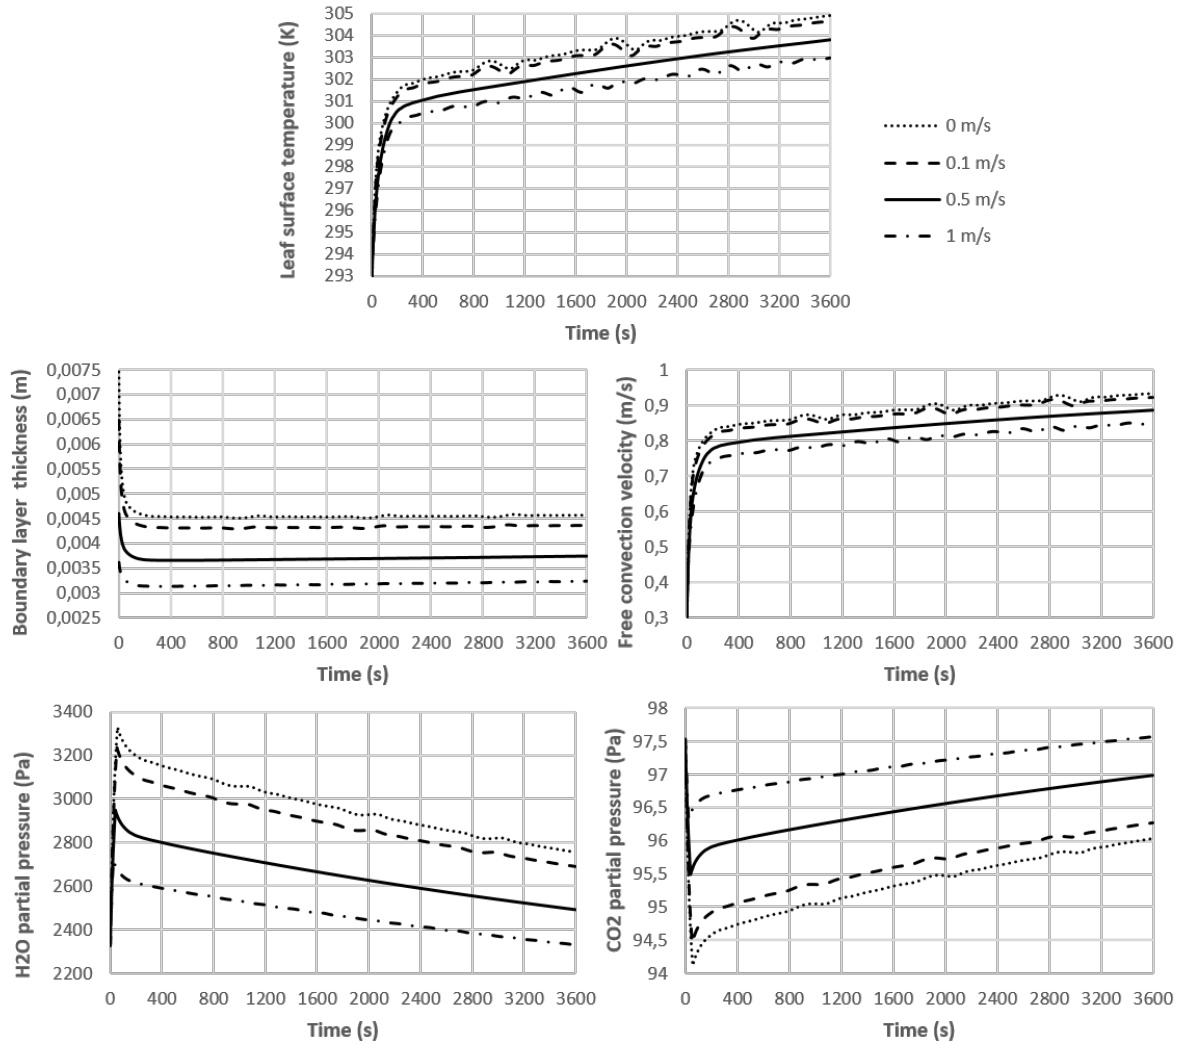 Leaf surface temperature (K)
305
304
303
302
301
300
299
298
297
296
295
294
293
0 400 800 1200 1600 2000 2400 2800 3200 3600
Time (s)
0 m/s
0.1 m/s
0.5 m/s
1 m/s
Boundary layer thickness (m)
0,0075
0,007
0,0065
0,006
0,0055
0,005
0,0045
0,004
0,0035
0,003
0,0025
0 400 800 1200 1600 2000 2400 2800 3200 3600
Time (s)
Free convection velocity (m/s)
1
0,9
0,8
0,7
0,6
0,5
0,4
0,3
0 400 800 1200 1600 2000 2400 2800 3200 3600
Time (s)
H2O partial pressure (Pa)
3400
3200
3000
2800
2600
2400
2200
0 400 800 1200 1600 2000 2400 2800 3200 3600
Time (s)
CO2 partial pressure (Pa)
98
97,5
97
96,5
96
95,5
95
94,5
94
0 400 800 1200 1600 2000 2400 2800 3200 3600
Time (s)